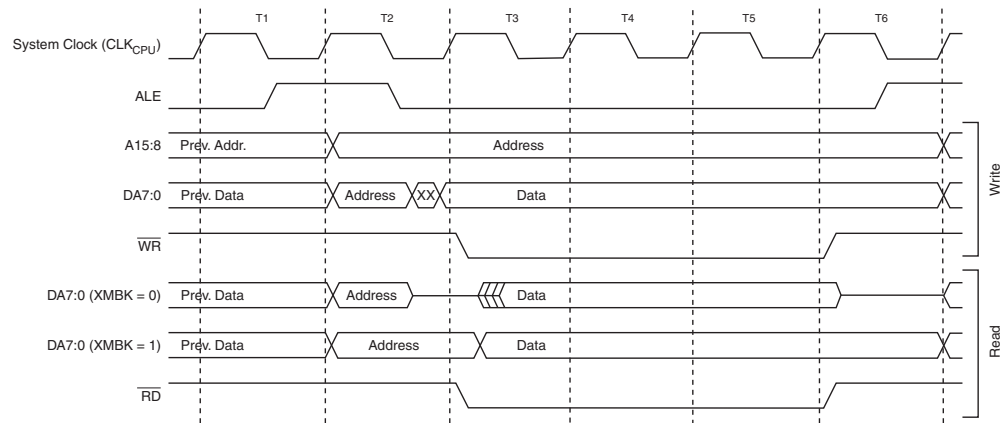 T1 T2 T3 T4 T5 T6
System Clock (CLKCPU)
ALE
A15:8 Prev. Addr. Address
DA7:0 Prev. Data Address XX Data
WR
Write
DA7:0 (XMBK = 0) Prev. Data Address Data
DA7:0 (XMBK = 1) Prev. Data Address Data
RD
Read